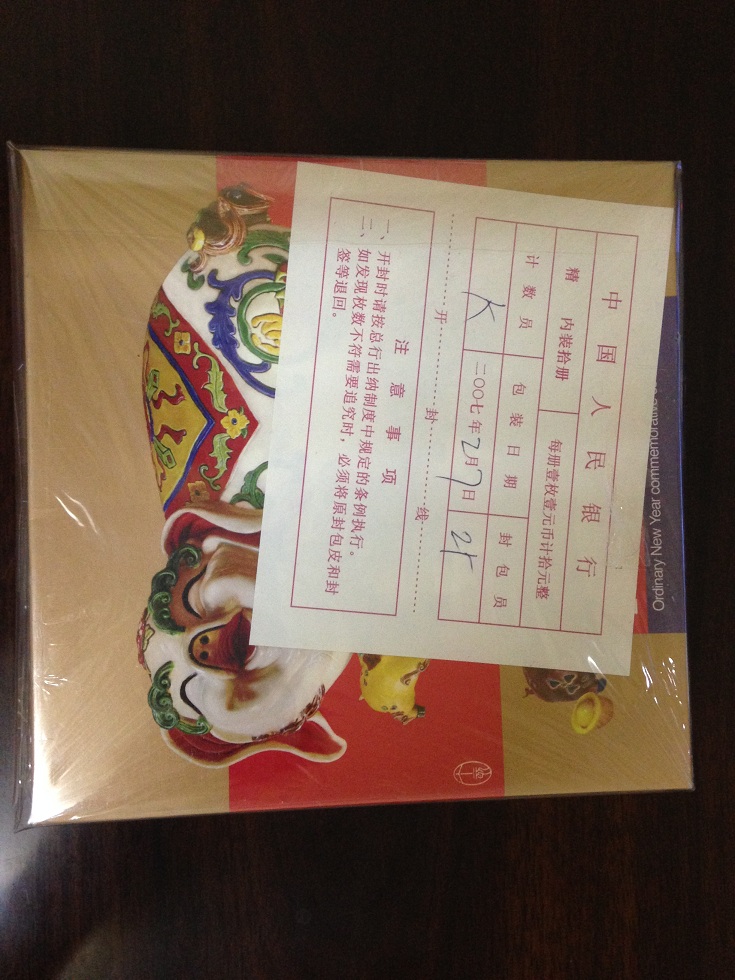 中国人民银行
精 内装拾册 每册壹枚壹元币计拾元整
计数员 包装日期 封包员
K 二〇〇七年2月7日
开 封 线
注意事项
一、开封时请按总行出纳制度中规定的条例执行。
二、如发现枚数不符需要追究时，必须将原封包皮和封
签等退回。
Ordinary New Year commemorative